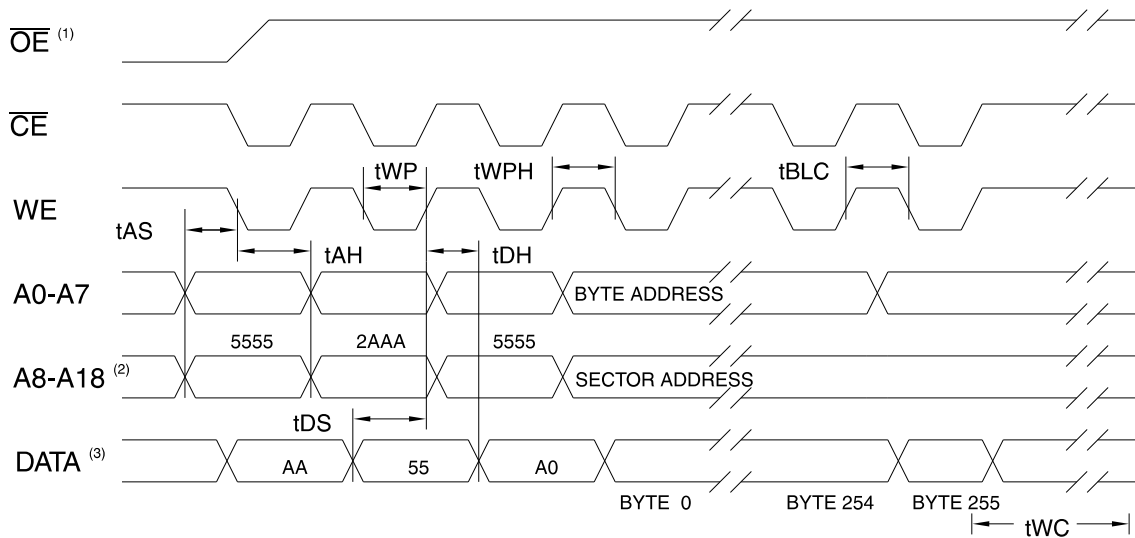 OE (1)
CE
tWP tWPH tBLC
WE
tAS
tAH tDH
A0-A7 BYTE ADDRESS
5555 2AAA 5555
A8-A18 (2) SECTOR ADDRESS
tDS
DATA (3) AA 55 A0
BYTE 0 BYTE 254 BYTE 255
tWC